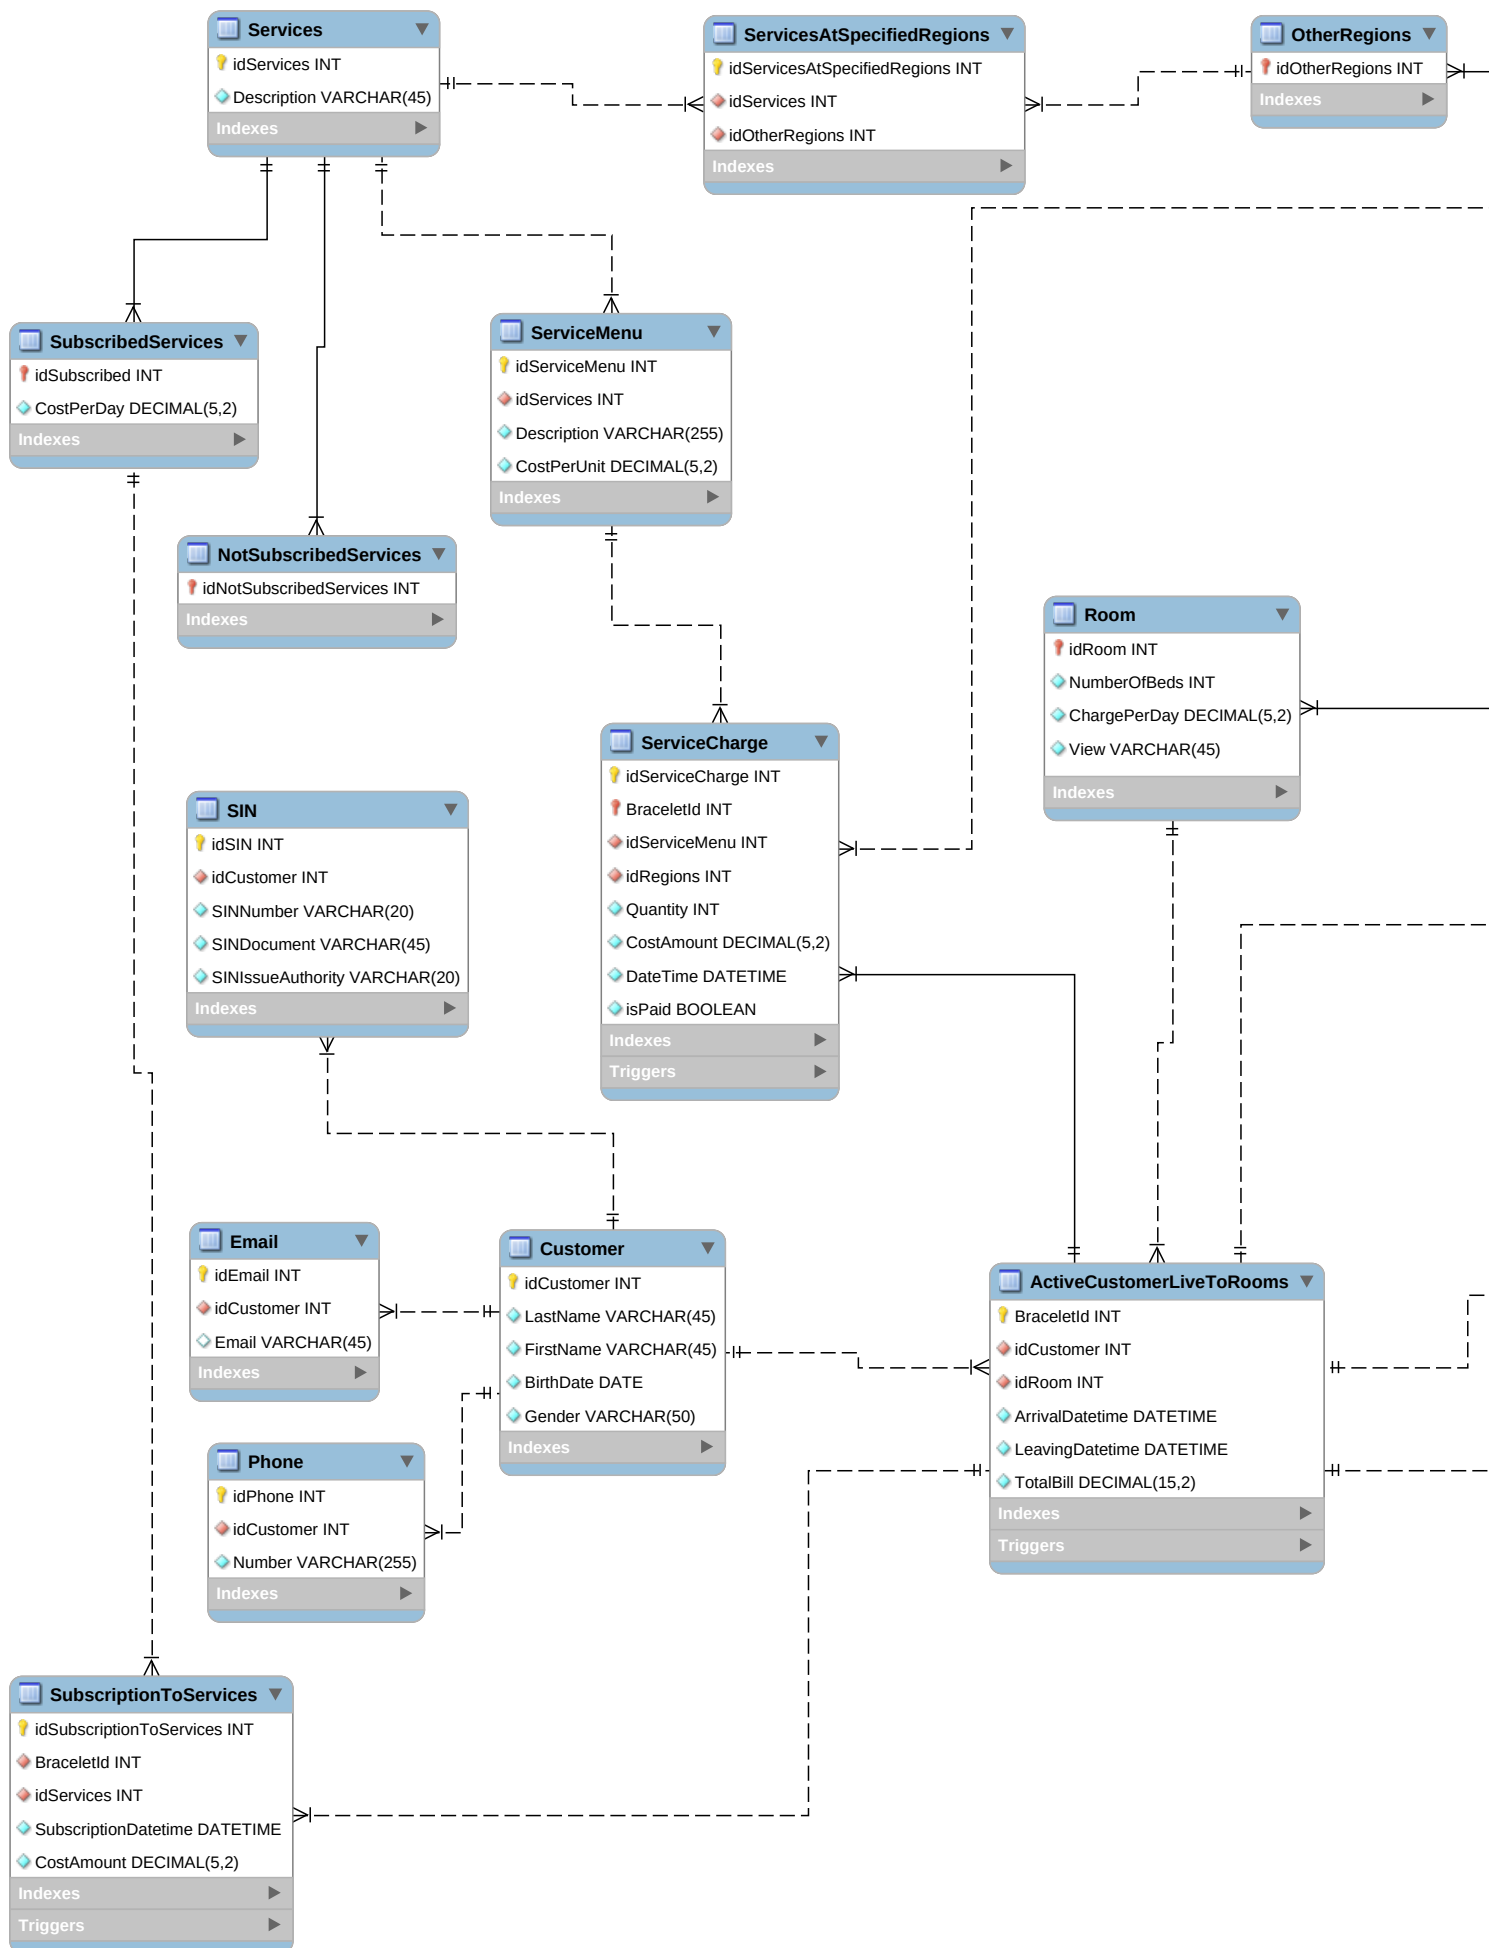 Services
idServices INT
Description VARCHAR(45)
Indexes
ServicesAtSpecifiedRegions
idServicesAtSpecifiedRegions INT
idServices INT
idOtherRegions INT
Indexes
OtherRegions
idOtherRegions INT
Indexes
SubscribedServices
idSubscribed INT
CostPerDay DECIMAL(5,2)
Indexes
ServiceMenu
idServiceMenu INT
idServices INT
Description VARCHAR(255)
CostPerUnit DECIMAL(5,2)
Indexes
NotSubscribedServices
idNotSubscribedServices INT
Indexes
Room
idRoom INT
NumberOfBeds INT
ChargePerDay DECIMAL(5,2)
View VARCHAR(45)
Indexes
ServiceCharge
idServiceCharge INT
BraceletId INT
idServiceMenu INT
idRegions INT
Quantity INT
CostAmount DECIMAL(5,2)
DateTime DATETIME
isPaid BOOLEAN
Indexes
Triggers
SIN
idSIN INT
idCustomer INT
SINNumber VARCHAR(20)
SINDocument VARCHAR(45)
SINIssueAuthority VARCHAR(20)
Indexes
Email
idEmail INT
idCustomer INT
Email VARCHAR(45)
Indexes
Customer
idCustomer INT
LastName VARCHAR(45)
FirstName VARCHAR(45)
BirthDate DATE
Gender VARCHAR(50)
Indexes
ActiveCustomerLiveToRooms
BraceletId INT
idCustomer INT
idRoom INT
ArrivalDatetime DATETIME
LeavingDatetime DATETIME
TotalBill DECIMAL(15,2)
Indexes
Triggers
Phone
idPhone INT
idCustomer INT
Number VARCHAR(255)
Indexes
SubscriptionToServices
idSubscriptionToServices INT
BraceletId INT
idServices INT
SubscriptionDatetime DATETIME
CostAmount DECIMAL(5,2)
Indexes
Triggers